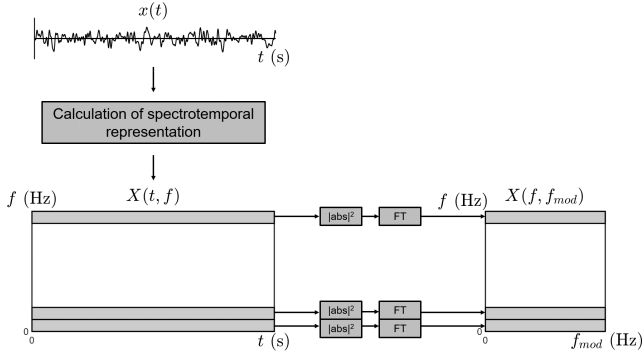 x(t)
t (s)
Calculation of spectrotemporal
representation
f (Hz)
X(t, f)
f (Hz)
X(f, f_mod)
|abs|²
FT
|abs|²
FT
|abs|²
FT
0
0
t (s)
0
0
f_mod (Hz)